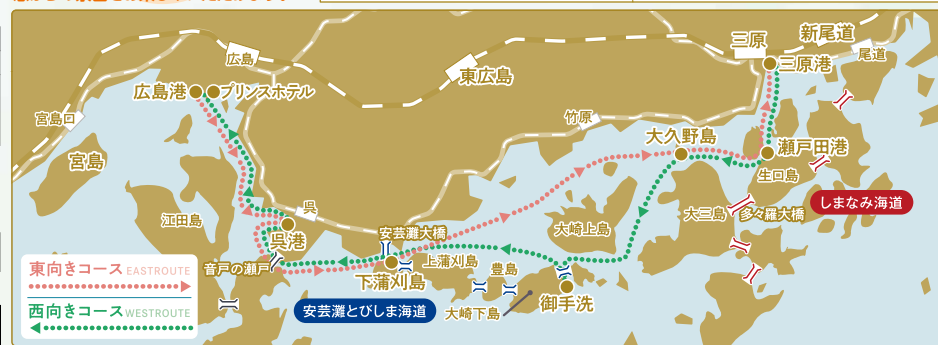 三原
新尾道
尾道
広島
東広島
三原港
広島港
プリンスホテル
宮島口
竹原
大久野島
瀬戸田港
宮島
生口島
しまなみ海道
江田島
呉
大三島
多々羅大橋
呉港
安芸灘大橋
大崎上島
音戸の瀬戸
上蒲刈島
豊島
下蒲刈島
御手洗
安芸灘とびしま海道
大崎下島
東向きコース EASTROUTE
西向きコース WESTROUTE